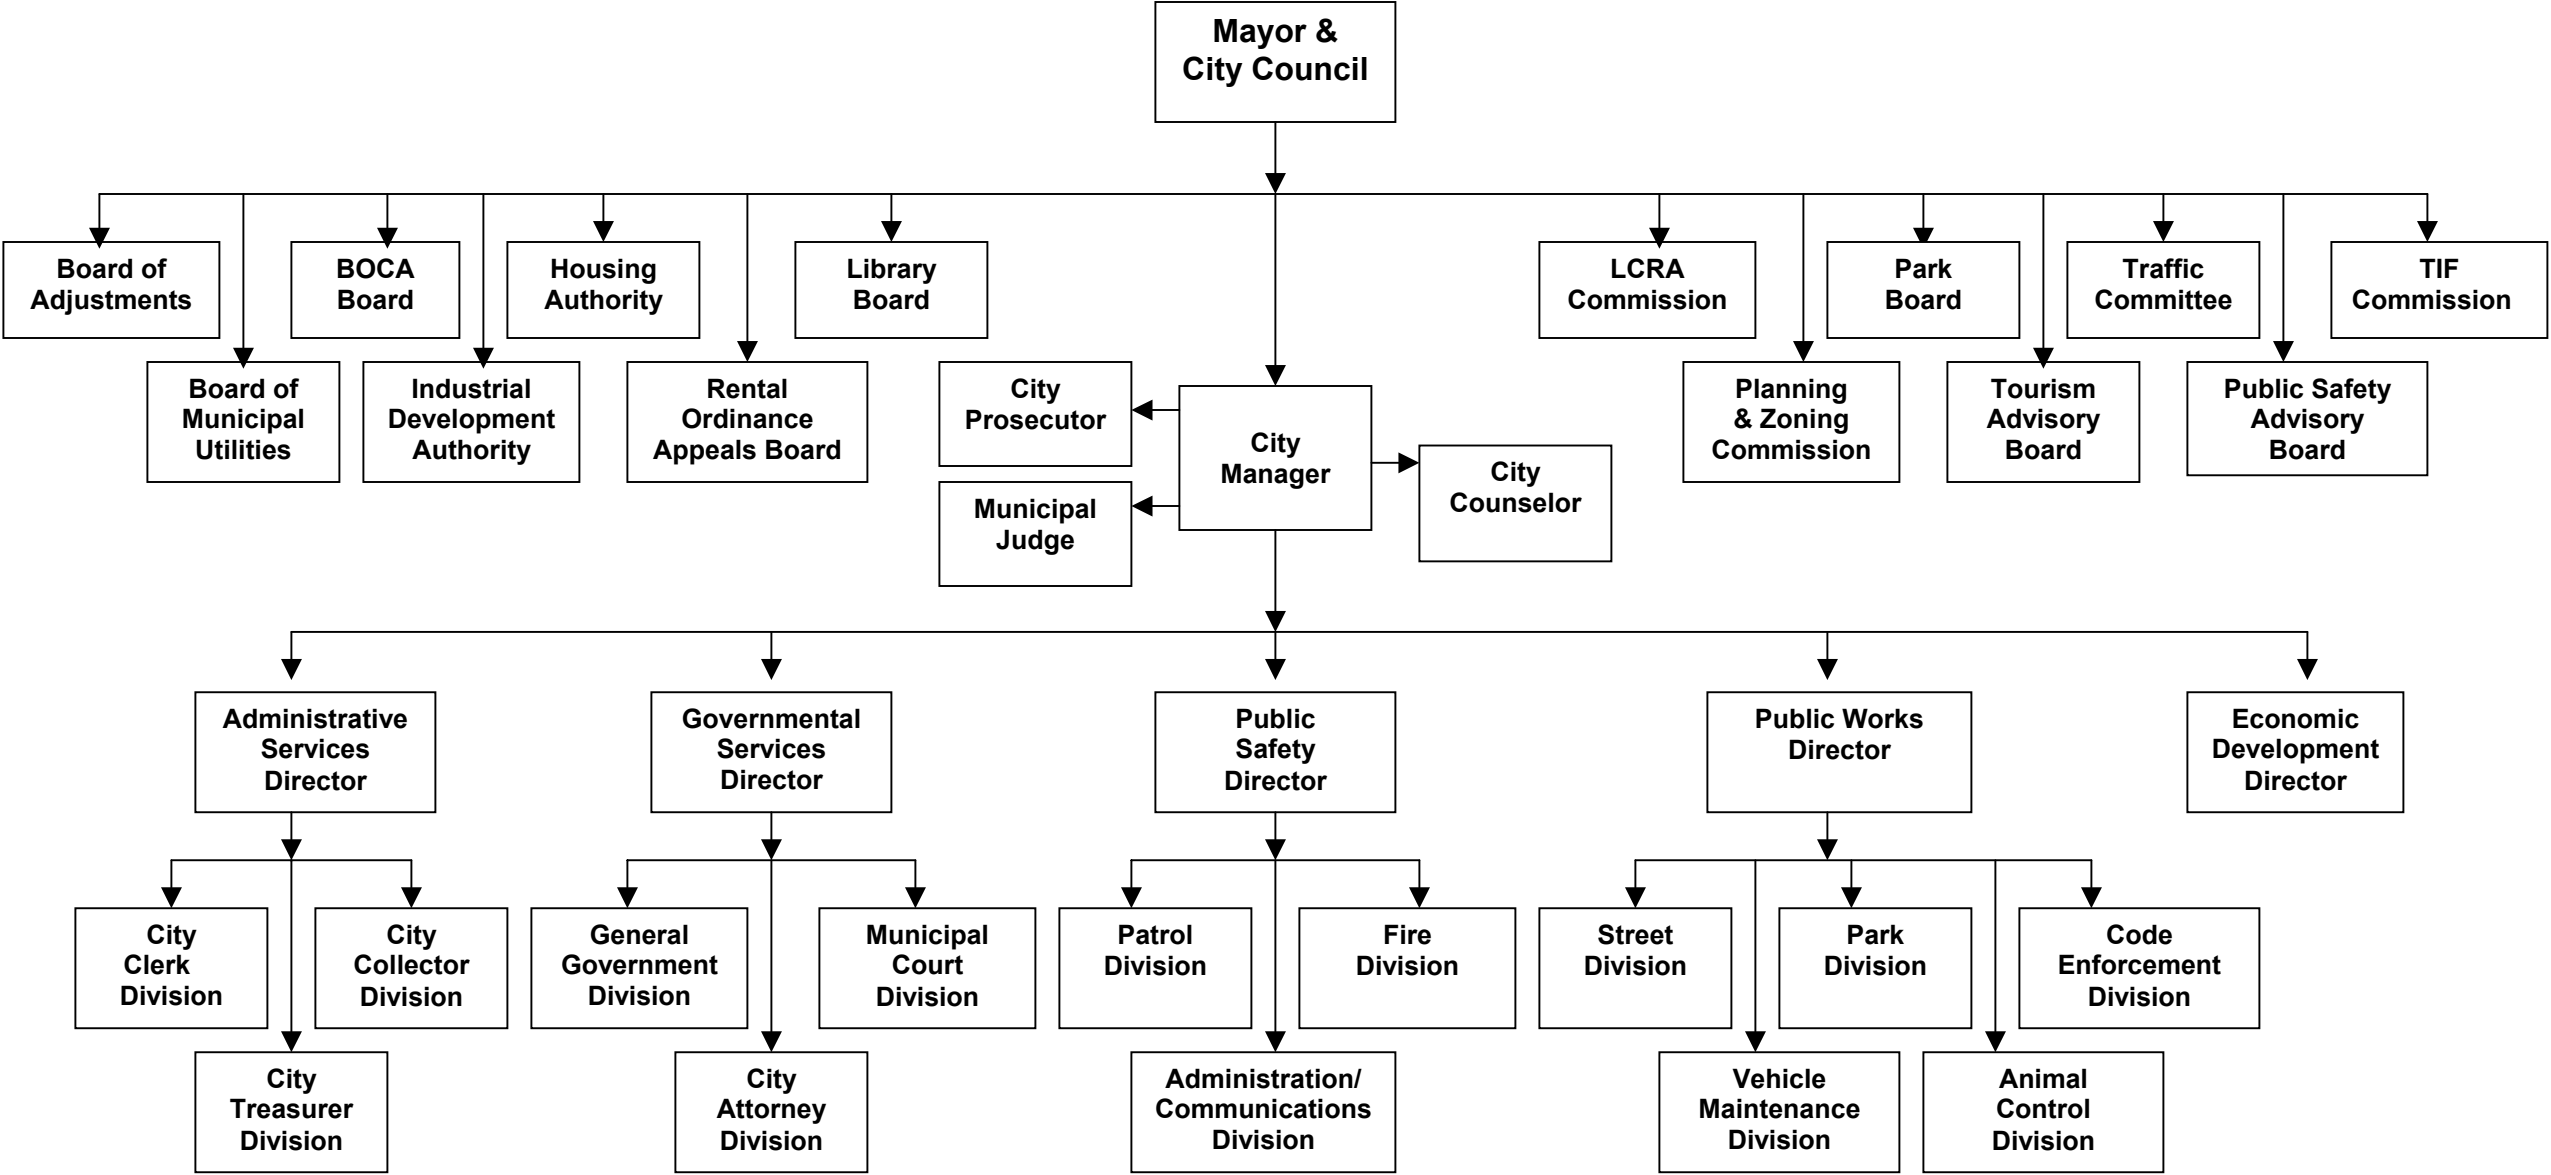 Mayor &
City Council
Board of
Adjustments
BOCA
Board
Housing
Authority
Library
Board
LCRA
Commission
Park
Board
Traffic
Committee
TIF
Commission
Board of
Municipal
Utilities
Industrial
Development
Authority
Rental
Ordinance
Appeals Board
City
Prosecutor
Municipal
Judge
City
Manager
City
Counselor
Planning
& Zoning
Commission
Tourism
Advisory
Board
Public Safety
Advisory
Board
Administrative
Services
Director
Governmental
Services
Director
Public
Safety
Director
Public Works
Director
Economic
Development
Director
City
Clerk
Division
City
Collector
Division
General
Government
Division
Municipal
Court
Division
Patrol
Division
Fire
Division
Street
Division
Park
Division
Code
Enforcement
Division
City
Treasurer
Division
City
Attorney
Division
Administration/
Communications
Division
Vehicle
Maintenance
Division
Animal
Control
Division